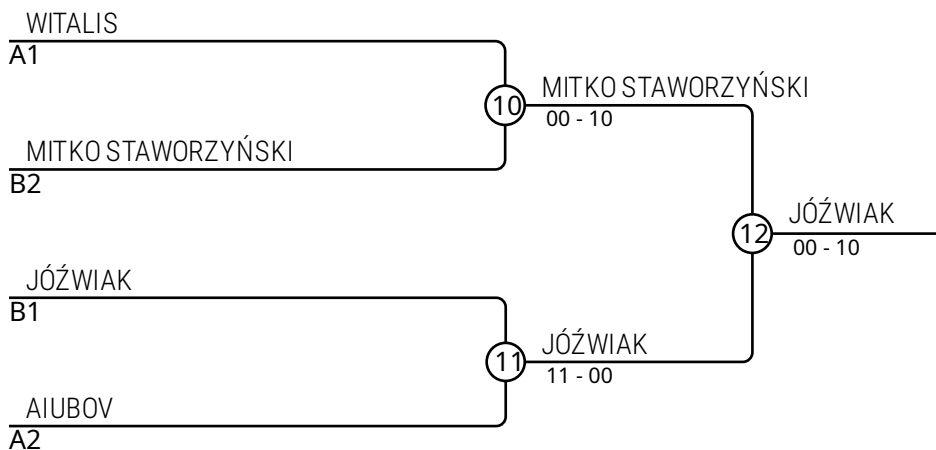 WITALIS
A1
10
MITKO STAWORZYŃSKI
00 - 10
MITKO STAWORZYŃSKI
B2
12
JÓŹWIAK
00 - 10
JÓŹWIAK
B1
11
JÓŹWIAK
11 - 00
AIUBOV
A2